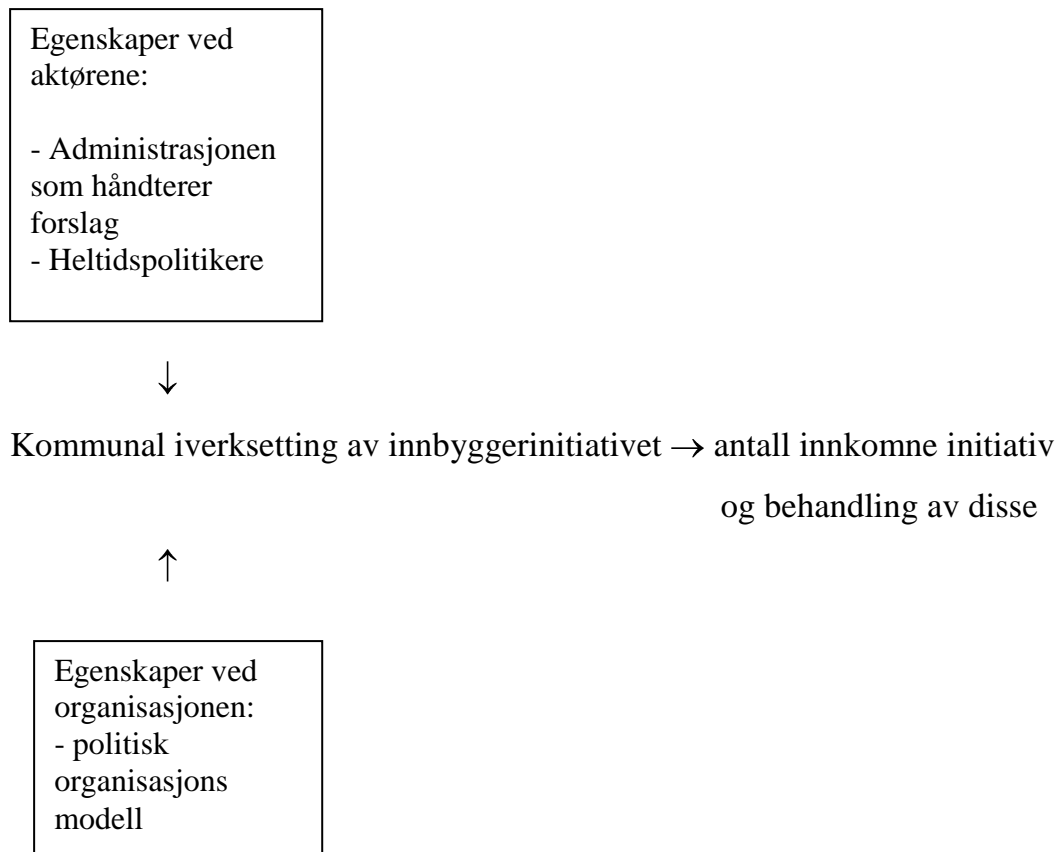 Egenskaper ved
aktørene:
- Administrasjonen
som håndterer
forslag
- Heltidspolitikere
↓
Kommunal iverksetting av innbyggerinitiativet → antall innkomne initiativ
og behandling av disse
↑
Egenskaper ved
organisasjonen:
- politisk
organisasjons
modell